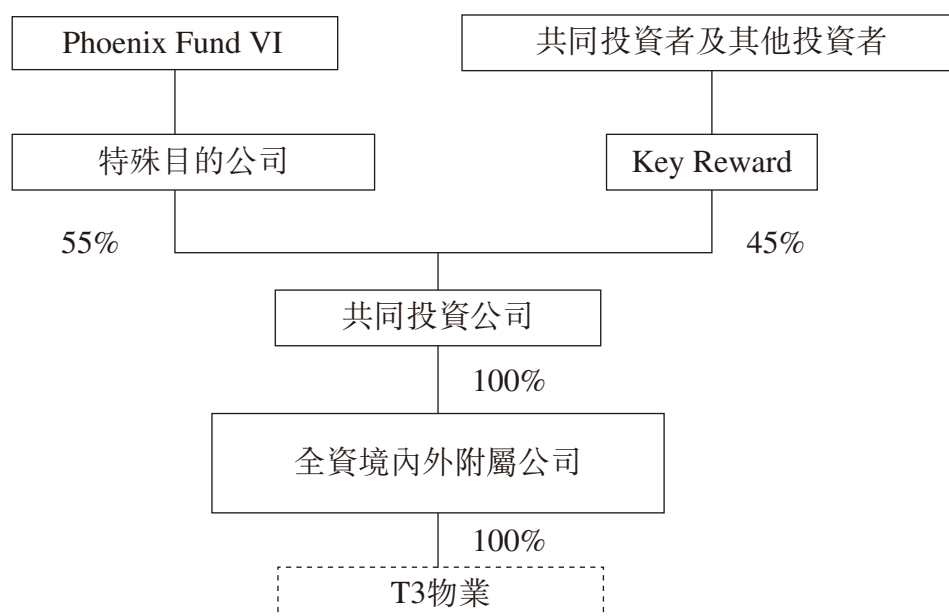 Phoenix Fund VI
共同投資者及其他投資者
特殊目的公司
Key Reward
55%
45%
共同投資公司
100%
全資境內外附屬公司
100%
T3物業